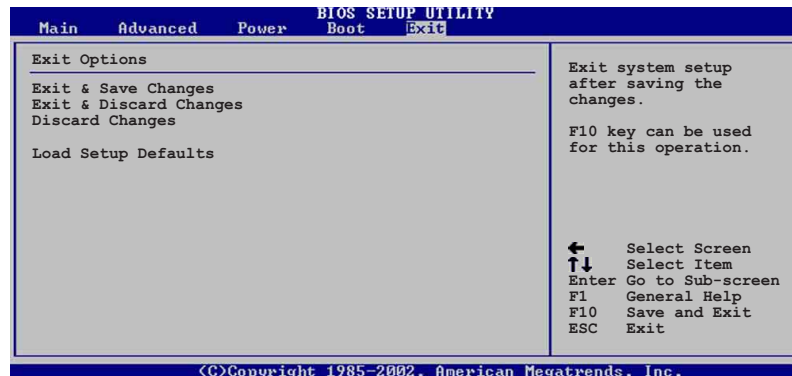 BIOS SETUP UTILITY
Main Advanced Power Boot Exit
Exit Options
Exit & Save Changes
Exit & Discard Changes
Discard Changes
Load Setup Defaults
Exit system setup
after saving the
changes.
F10 key can be used
for this operation.
← Select Screen
↑↓ Select Item
Enter Go to Sub-screen
F1 General Help
F10 Save and Exit
ESC Exit
(C)Copyright 1985-2002, American Megatrends, Inc.